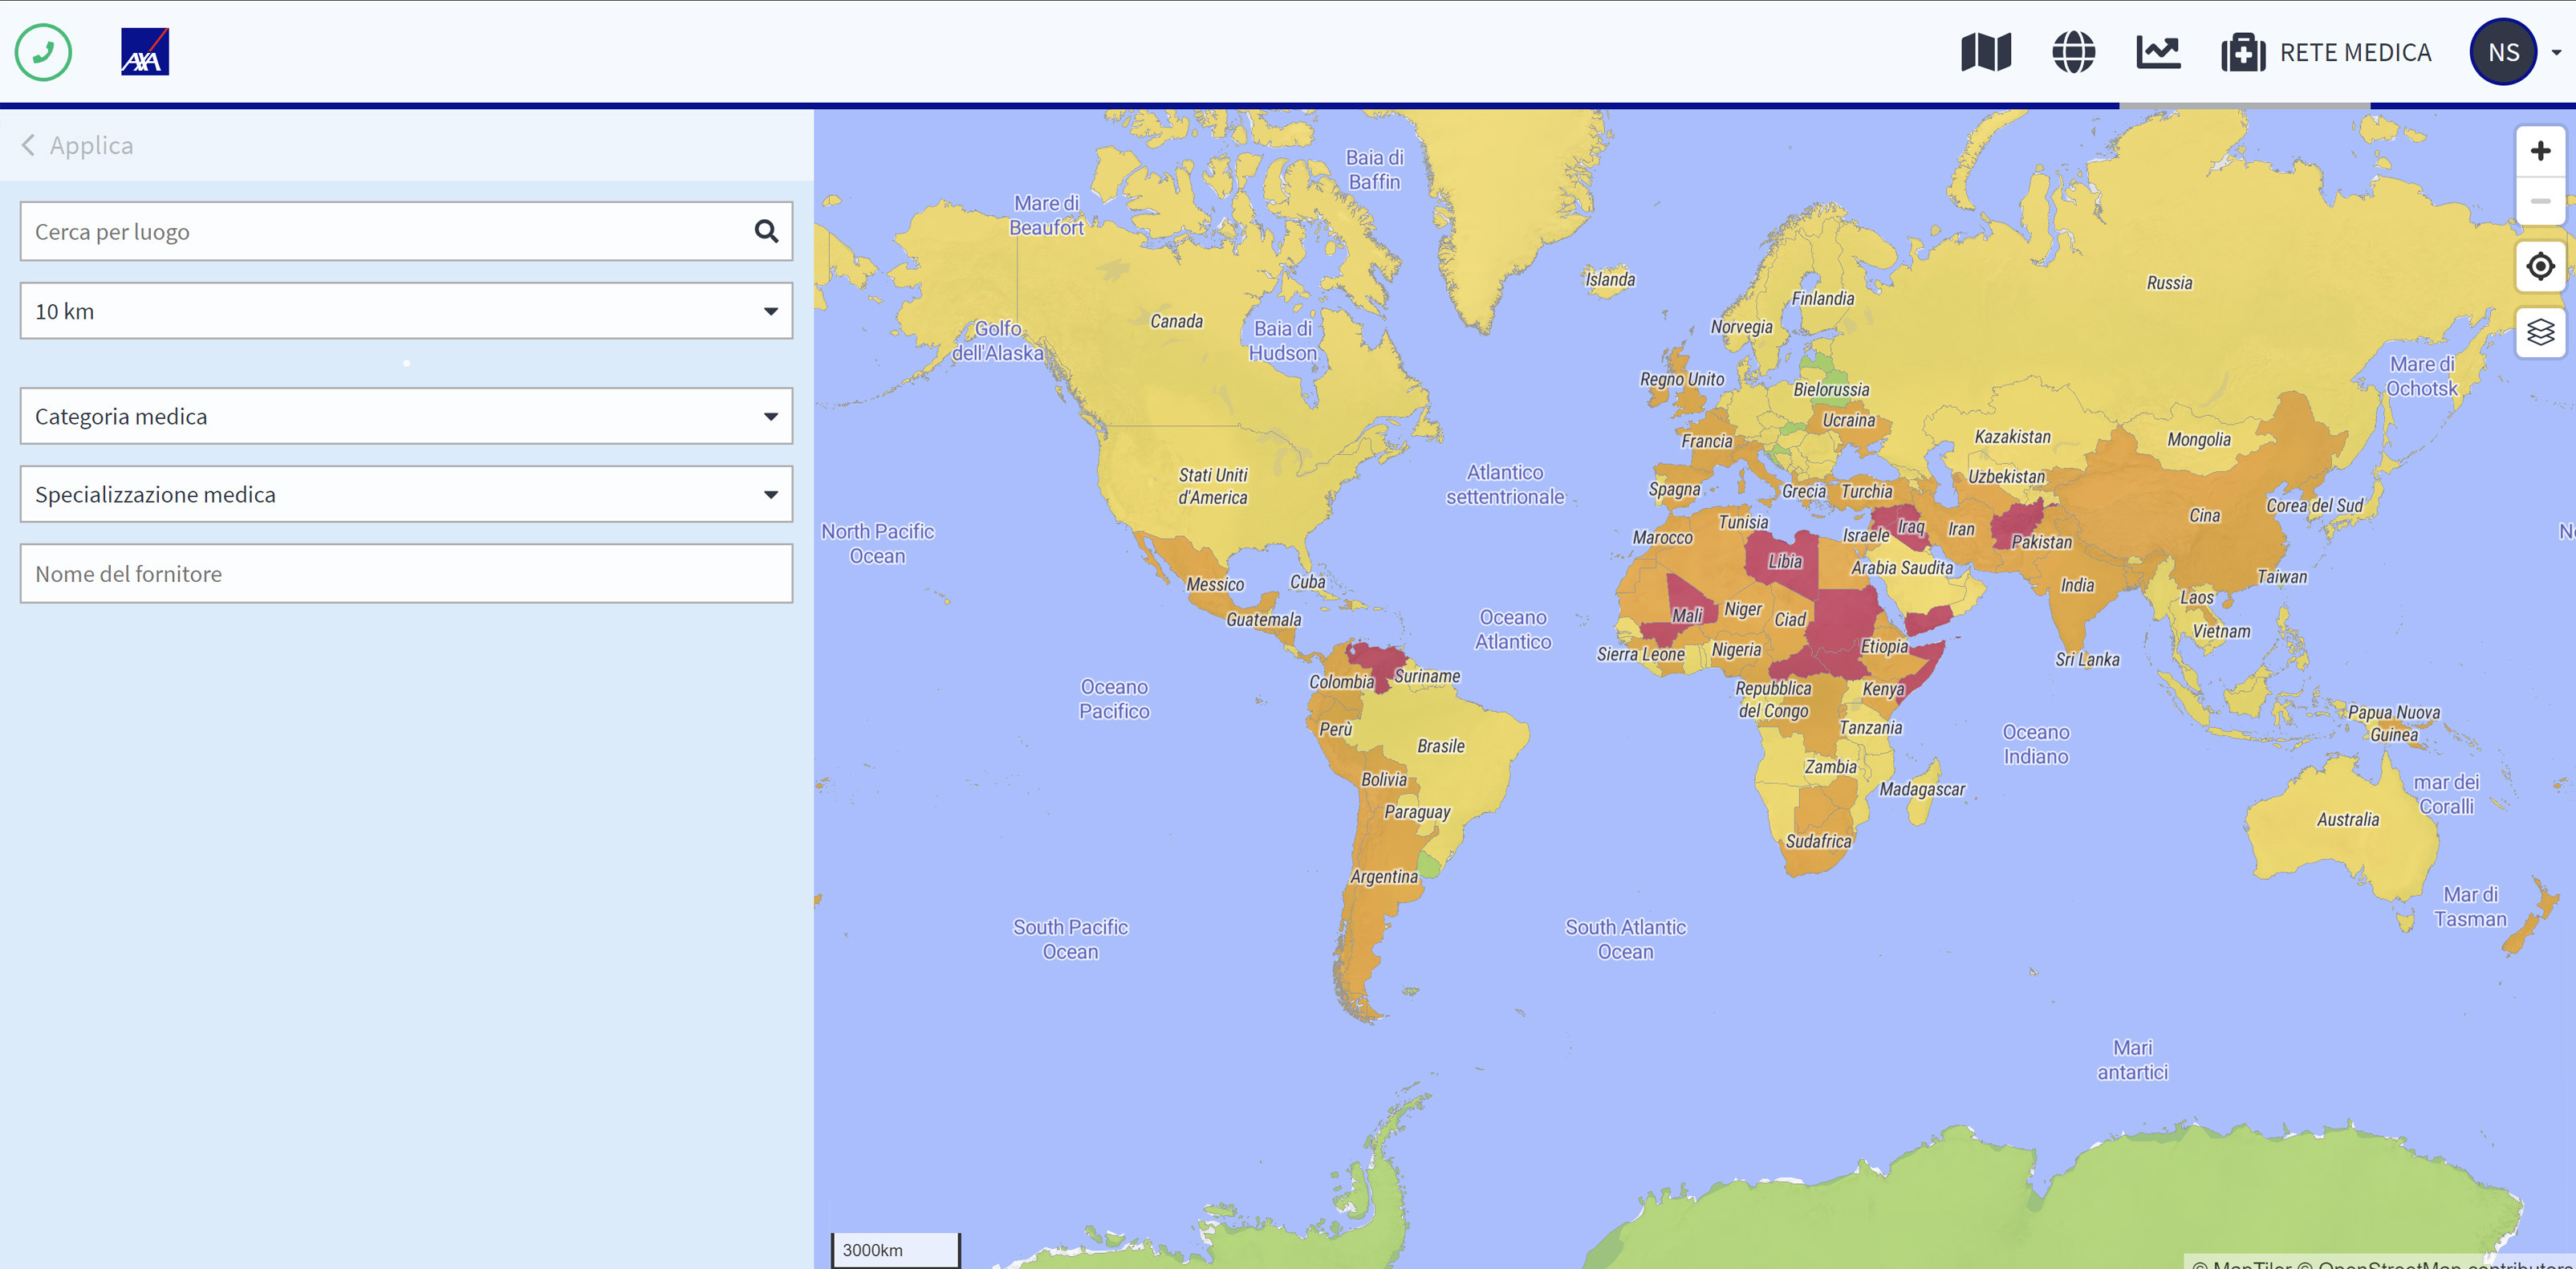 AXA
RETE MEDICA
NS
Applica
Cerca per luogo
10 km
Categoria medica
Specializzazione medica
Nome del fornitore
Baia di
Baffin
Mare di
Beaufort
Islanda
Russia
Finlandia
Canada
Golfo
dell'Alaska
Baia di
Hudson
Norvegia
Mare di
Ochotsk
Regno Unito
Bielorussia
Ucraina
Francia
Kazakistan
Mongolia
Stati Uniti
d'America
Atlantico
settentrionale
Uzbekistan
Spagna
Grecia
Turchia
Corea del Sud
Cina
North Pacific
Ocean
Tunisia
Marocco
Israele
Iraq
Iran
Pakistan
Libia
Arabia Saudita
Messico
Cuba
India
Taiwan
Laos
Guatemala
Oceano
Atlantico
Mali
Niger
Ciad
Vietnam
Sierra Leone
Nigeria
Etiopia
Sri Lanka
Colombia
Suriname
Oceano
Pacifico
Repubblica
del Congo
Kenya
Papua Nuova
Guinea
Perù
Tanzania
Brasile
Oceano
Indiano
Bolivia
Zambia
Madagascar
mar dei
Coralli
Paraguay
Australia
Sudafrica
Argentina
Mar di
Tasman
South Pacific
Ocean
South Atlantic
Ocean
Mari
antartici
3000km
© MapTiler © OpenStreetMap contributors